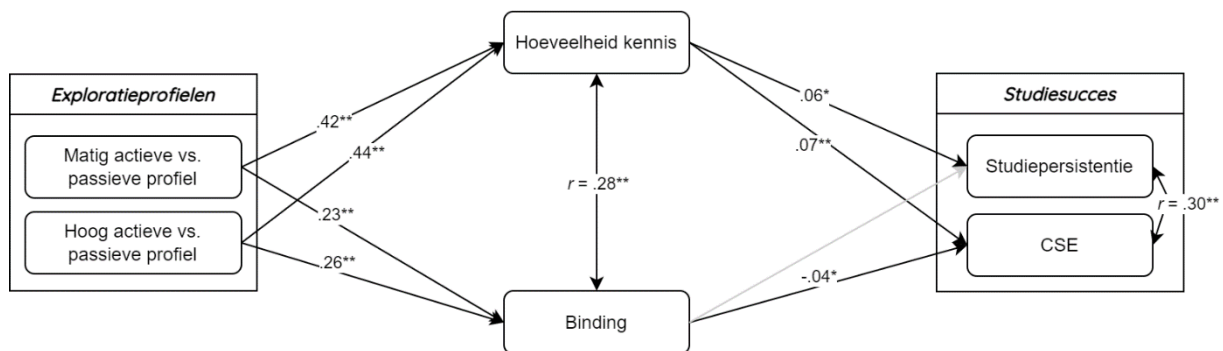 Hoeveelheid kennis
Exploratieprofielen
Studiesucces
.06*
.42**
Matig actieve vs.
passieve profiel
.07**
Studiepersistentie
.44**
r = .28**
r = .30**
.23**
Hoog actieve vs.
passieve profiel
CSE
.26**
-.04*
Binding